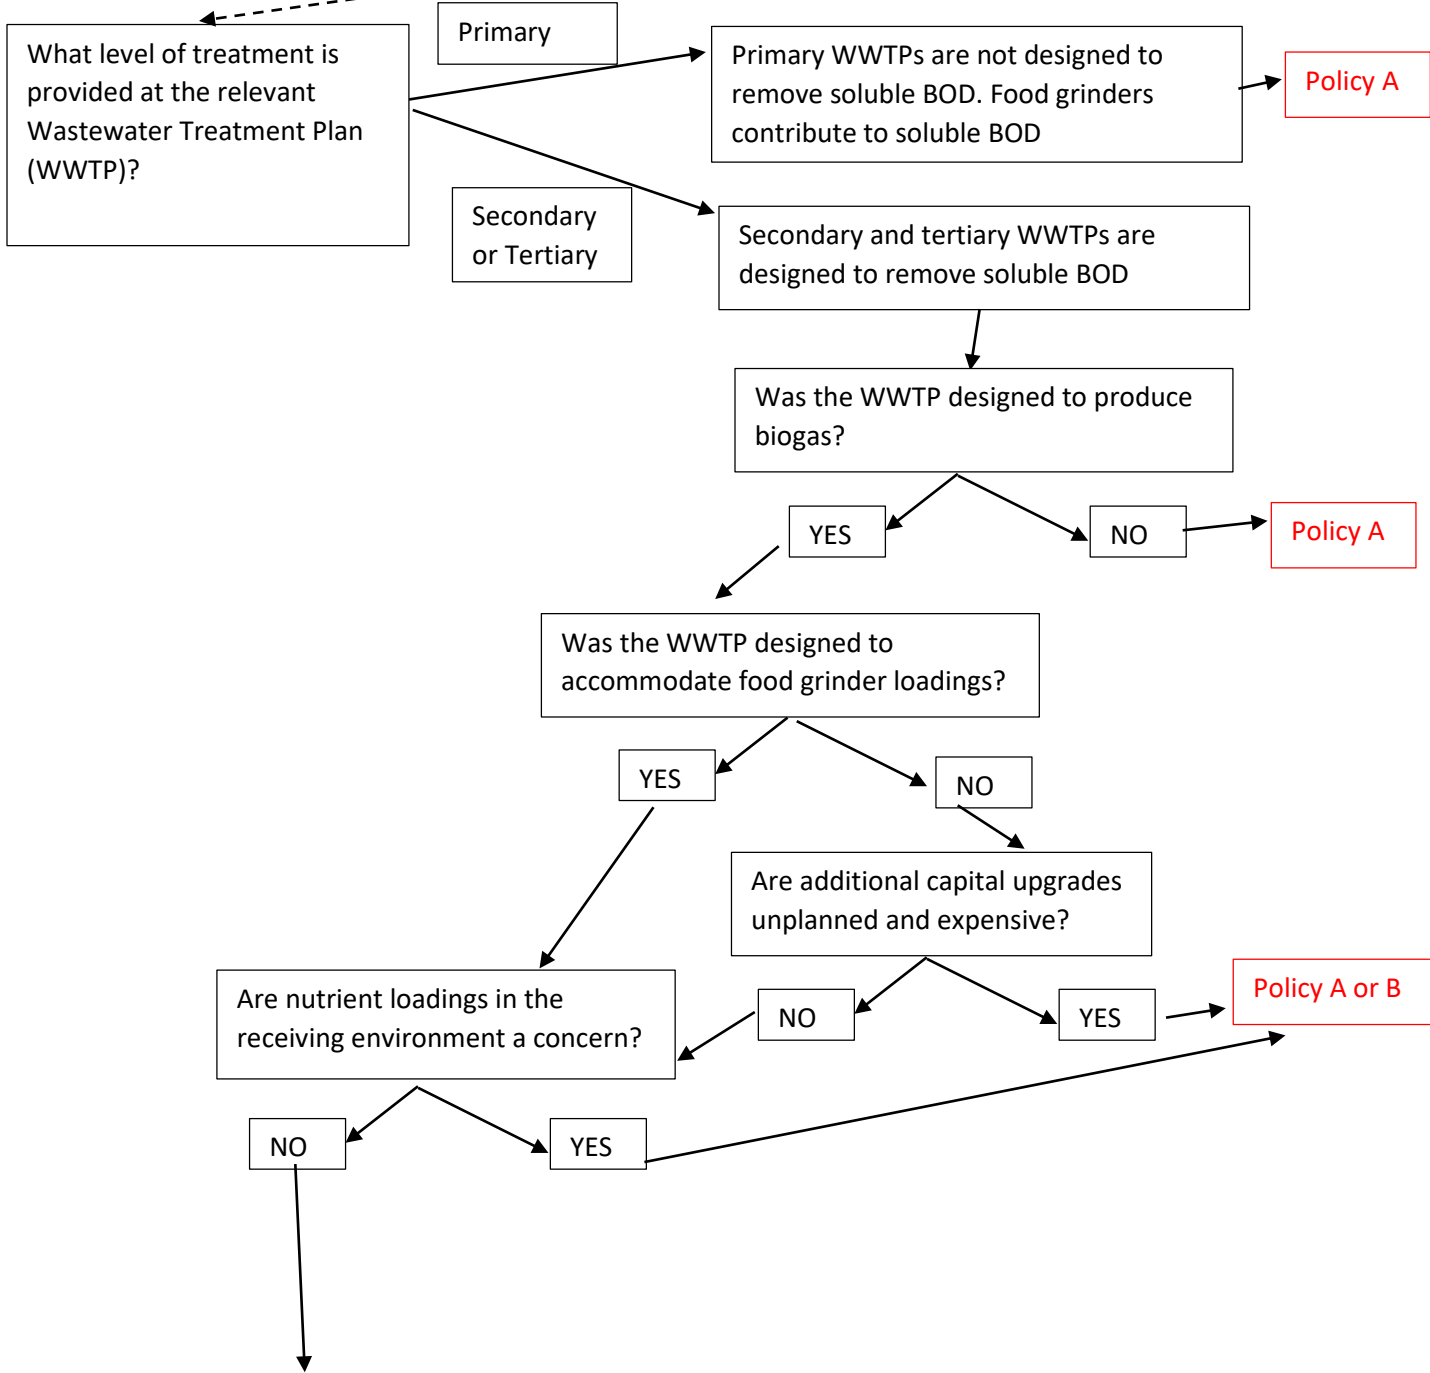 Primary
What level of treatment is
provided at the relevant
Wastewater Treatment Plan
(WWTP)?
Primary WWTPs are not designed to
remove soluble BOD. Food grinders
contribute to soluble BOD
Policy A
Secondary
or Tertiary
Secondary and tertiary WWTPs are
designed to remove soluble BOD
Was the WWTP designed to produce
biogas?
YES
NO
Policy A
Was the WWTP designed to
accommodate food grinder loadings?
YES
NO
Are additional capital upgrades
unplanned and expensive?
Are nutrient loadings in the
receiving environment a concern?
NO
YES
Policy A or B
NO
YES